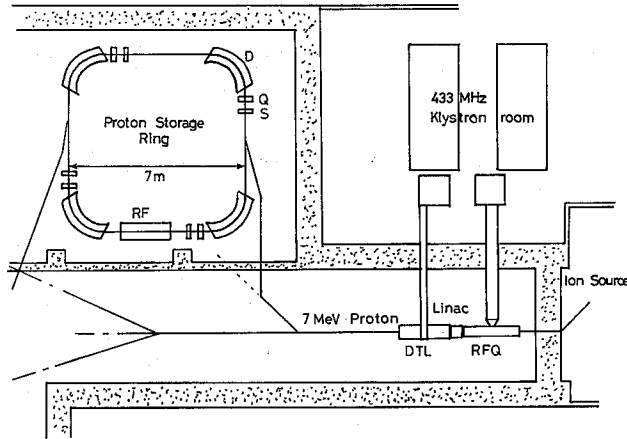 D
Q
S
Proton Storage
Ring
7m
RF
433 MHz
Klystron room
Ion Source
Linac
7 MeV Proton
DTL
RFQ